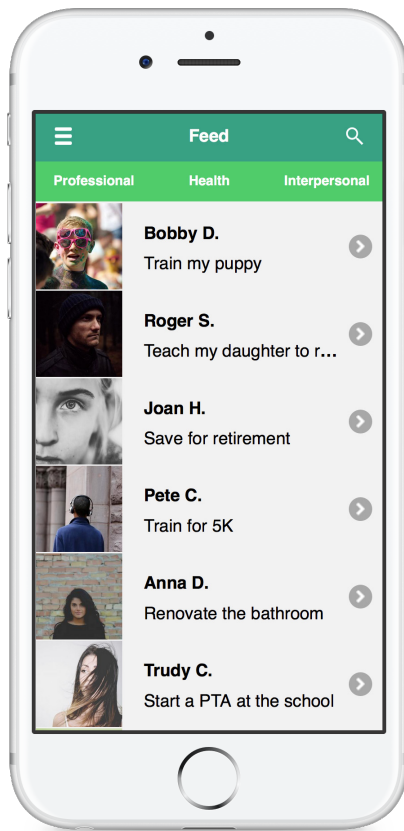 Feed
Professional Health Interpersonal
Bobby D.
Train my puppy
Roger S.
Teach my daughter to r...
Joan H.
Save for retirement
Pete C.
Train for 5K
Anna D.
Renovate the bathroom
Trudy C.
Start a PTA at the school